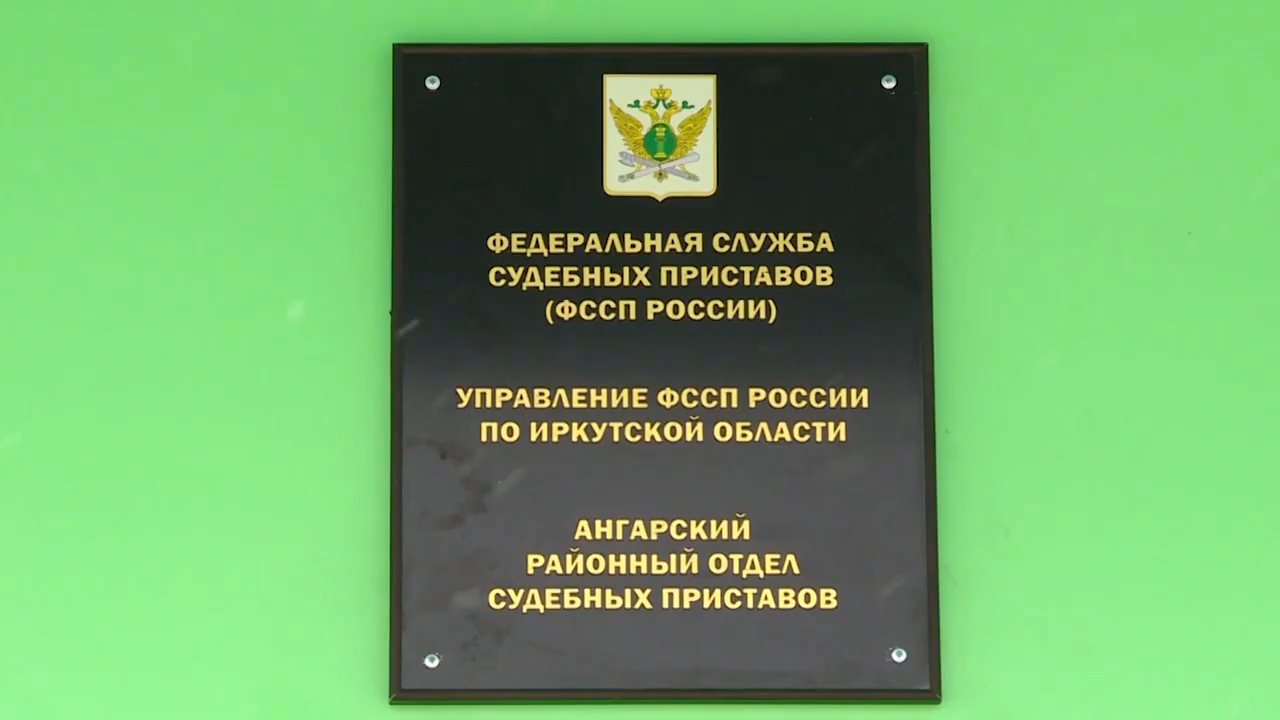 ФЕДЕРАЛЬНАЯ СЛУЖБА
СУДЕБНЫХ ПРИСТАВОВ
(ФССП РОССИИ)
УПРАВЛЕНИЕ ФССП РОССИИ
ПО ИРКУТСКОЙ ОБЛАСТИ
АНГАРСКИЙ
РАЙОННЫЙ ОТДЕЛ
СУДЕБНЫХ ПРИСТАВОВ